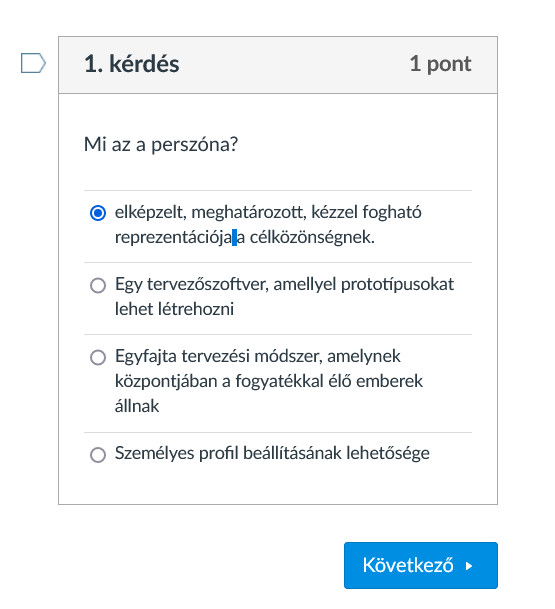 1. kérdés
1 pont
Mi az a perszóna?
elképzelt, meghatározott, kézzel fogható
reprezentációja a célközönségnek.
Egy tervezőszoftver, amellyel prototípusokat
lehet létrehozni
Egyfajta tervezési módszer, amelynek
központjában a fogyatékkal élő emberek
állnak
Személyes profil beállításának lehetősége
Következő